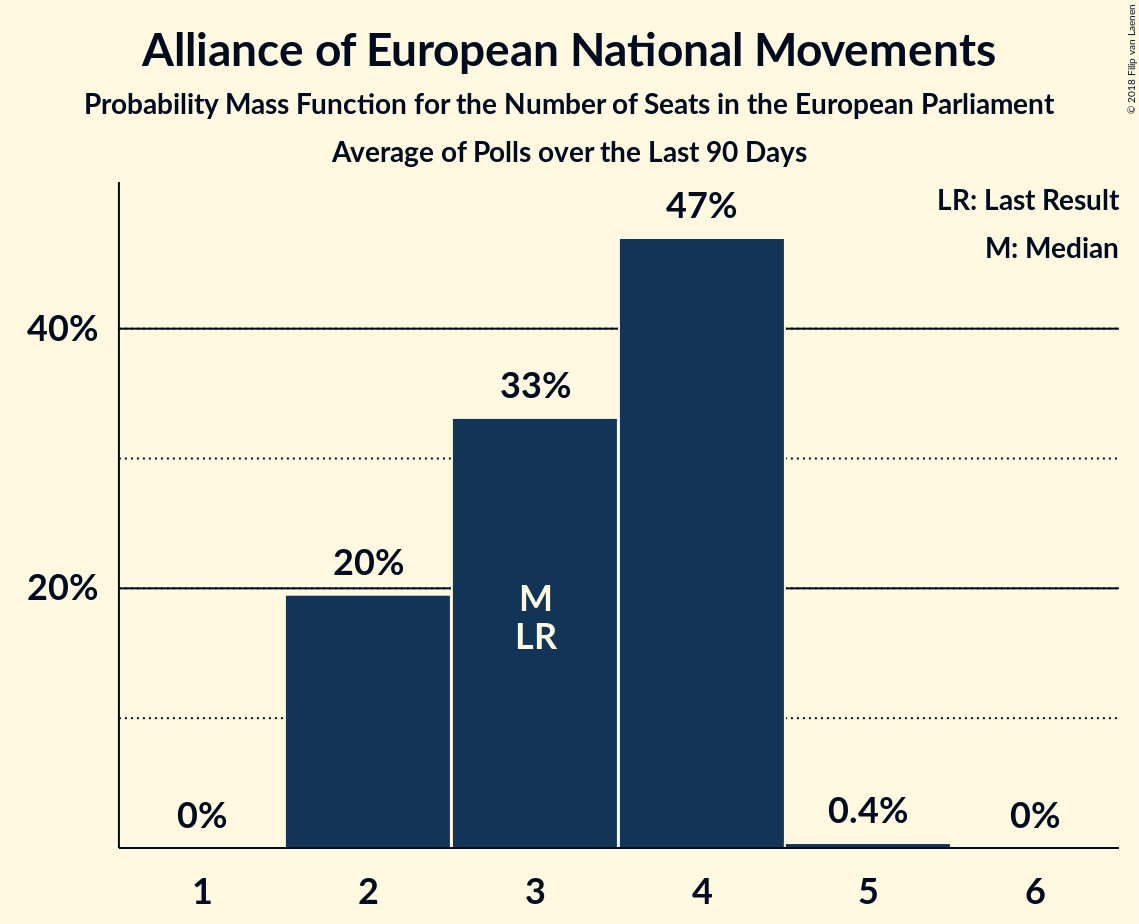 Alliance of European National Movements
Probability Mass Function for the Number of Seats in the European Parliament
Average of Polls over the Last 90 Days
© 2018 Filip van Laenen
LR: Last Result
M: Median
40%
20%
0%
20%
33%
47%
0.4%
0%
M
LR
1
2
3
4
5
6